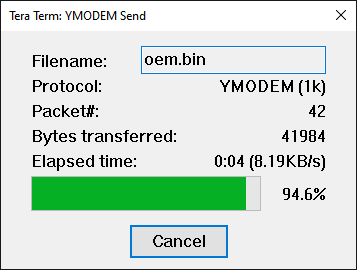 Tera Term: YMODEM Send
Filename: oem.bin
Protocol: YMODEM (1k)
Packet#: 42
Bytes transferred: 41984
Elapsed time: 0:04 (8.19KB/s)
94.6%
Cancel